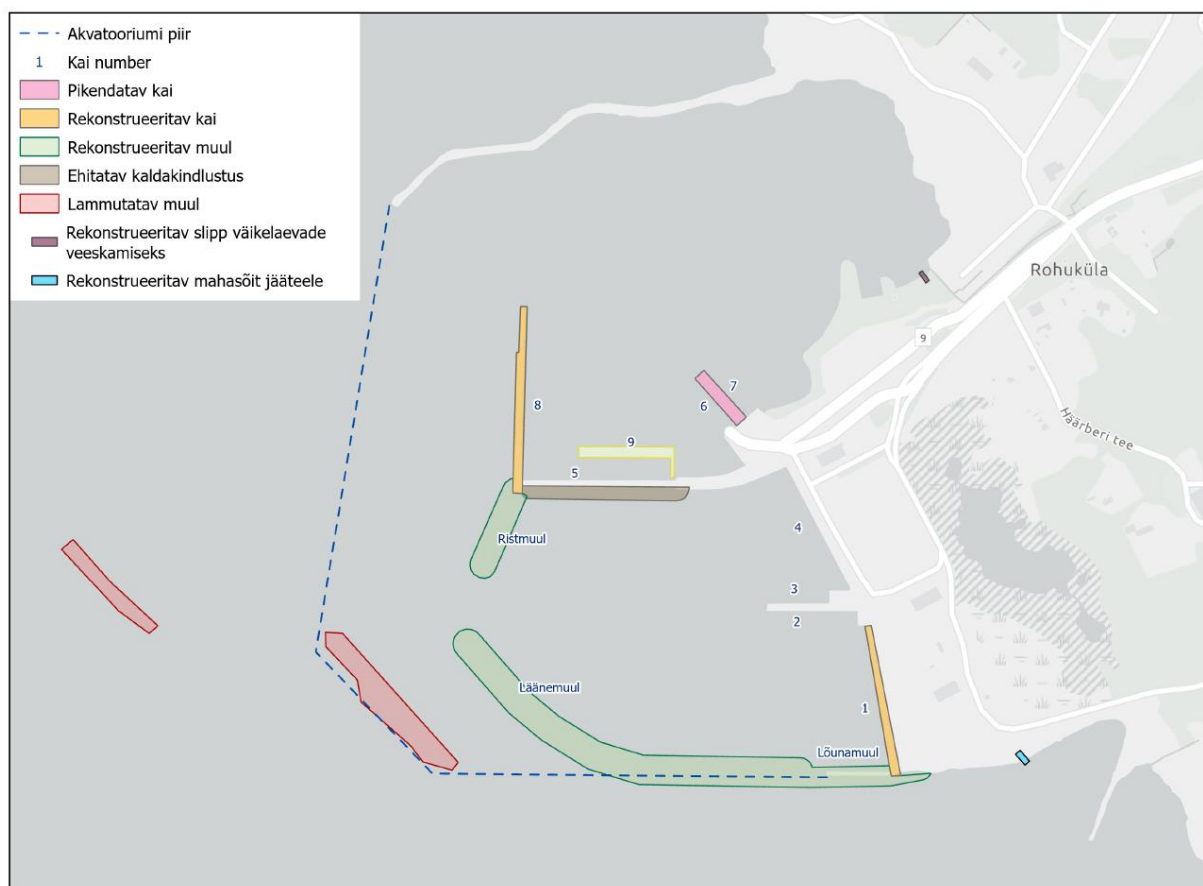 Akvatooriumi piir
1 Kai number
Pikendatav kai
Rekonstrueeritav kai
Rekonstrueeritav muul
Ehitatav kaldakindlustus
Lammutatav muul
Rekonstrueeritav slipp väikelaevade
veeskamiseks
Rekonstrueeritav mahasõit jääteele
Rohuküla
9
7
6
8
Häärberi tee
9
5
4
Ristmuul
3
2
Läänemuul
1
Lõunamuul